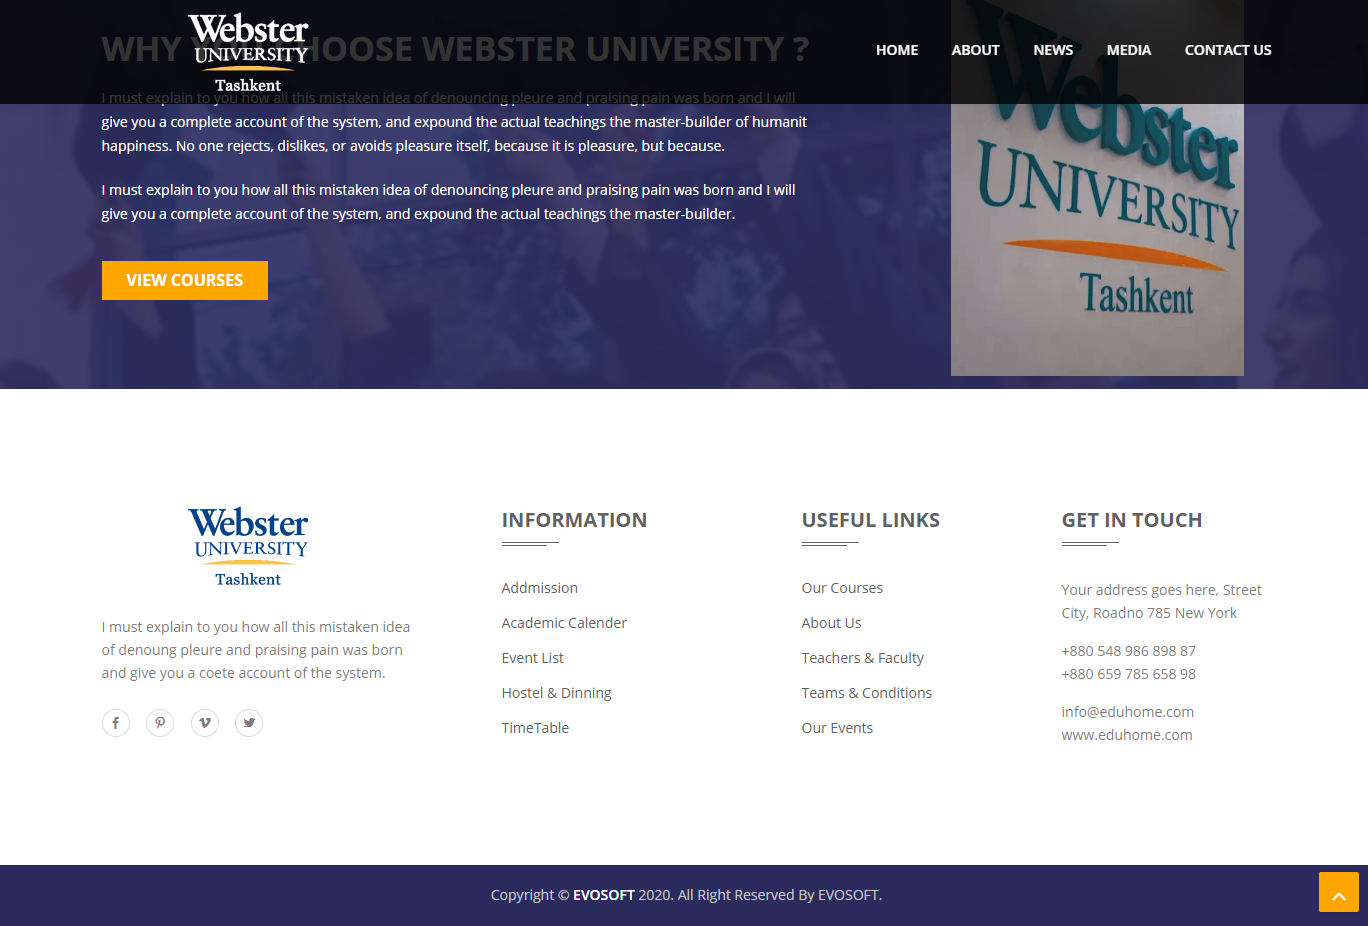 Webster
UNIVERSITY
Tashkent
HOME
ABOUT
NEWS
MEDIA
CONTACT US
WHY YOU CHOOSE WEBSTER UNIVERSITY ?
I must explain to you how all this mistaken idea of denouncing pleure and praising pain was born and I will
give you a complete account of the system, and expound the actual teachings the master-builder of humanit
happiness. No one rejects, dislikes, or avoids pleasure itself, because it is pleasure, but because.
I must explain to you how all this mistaken idea of denouncing pleure and praising pain was born and I will
give you a complete account of the system, and expound the actual teachings the master-builder.
VIEW COURSES
Webster
UNIVERSITY
Tashkent
Webster
UNIVERSITY
Tashkent
I must explain to you how all this mistaken idea
of denoung pleure and praising pain was born
and give you a coete account of the system.
INFORMATION
Addmission
Academic Calender
Event List
Hostel & Dinning
TimeTable
USEFUL LINKS
Our Courses
About Us
Teachers & Faculty
Teams & Conditions
Our Events
GET IN TOUCH
Your address goes here, Street
City, Roadno 785 New York
+880 548 986 898 87
+880 659 785 658 98
info@eduhome.com
www.eduhome.com
Copyright © EVOSOFT 2020. All Right Reserved By EVOSOFT.